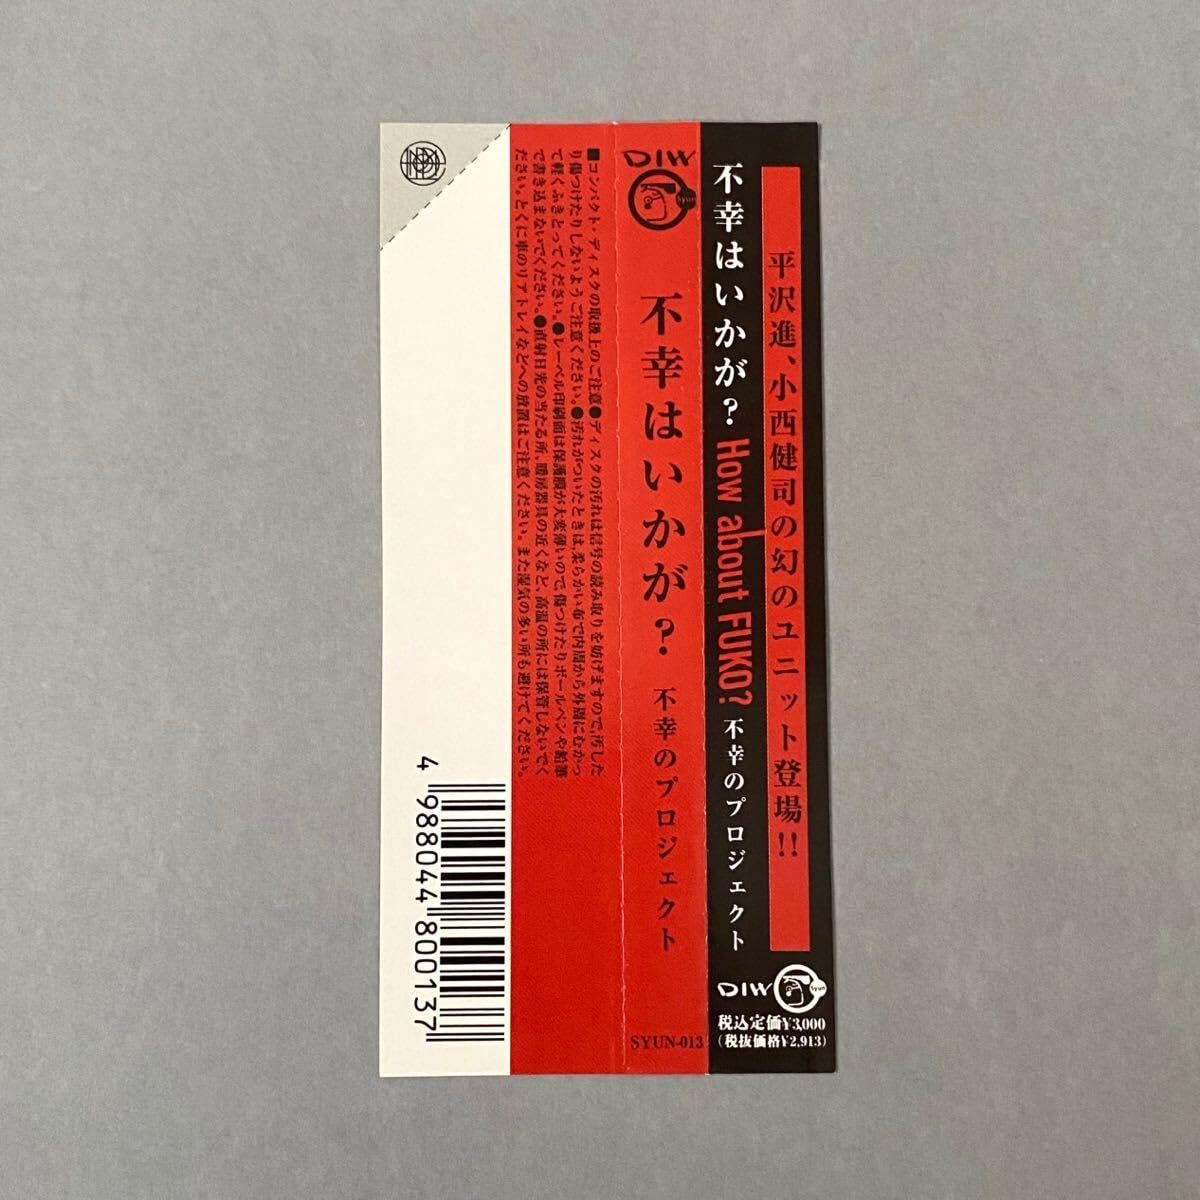 平沢進、小西健司の幻のユニット登場!!
不幸はいかが? How about FUKO? 不幸のプロジェクト
DIW Syun
税込定価¥3,000
(税抜価格¥2,913)
DIW
Syun
不幸はいかが? 不幸のプロジェクト
SYUN-013
■コンパクト・ディスクの取扱上のご注意●ディスクの汚れは信号の読み取りを妨げますので、汚した
り傷つけたりしないようご注意ください。●汚れがついたときは、柔らかい布で内周から外周にむかっ
て軽くふきとってください。●レーベル印刷面は保護膜が大変薄いので、傷つけたりボールペンや鉛筆
で書き込まないでください。●直射日光の当たる所、暖房器具の近くなど、高温の所には保管しないでく
ださい。とくに車のリアトレイなどへの放置はご注意ください。また湿気の多い所も避けてください。
4 988044 800137